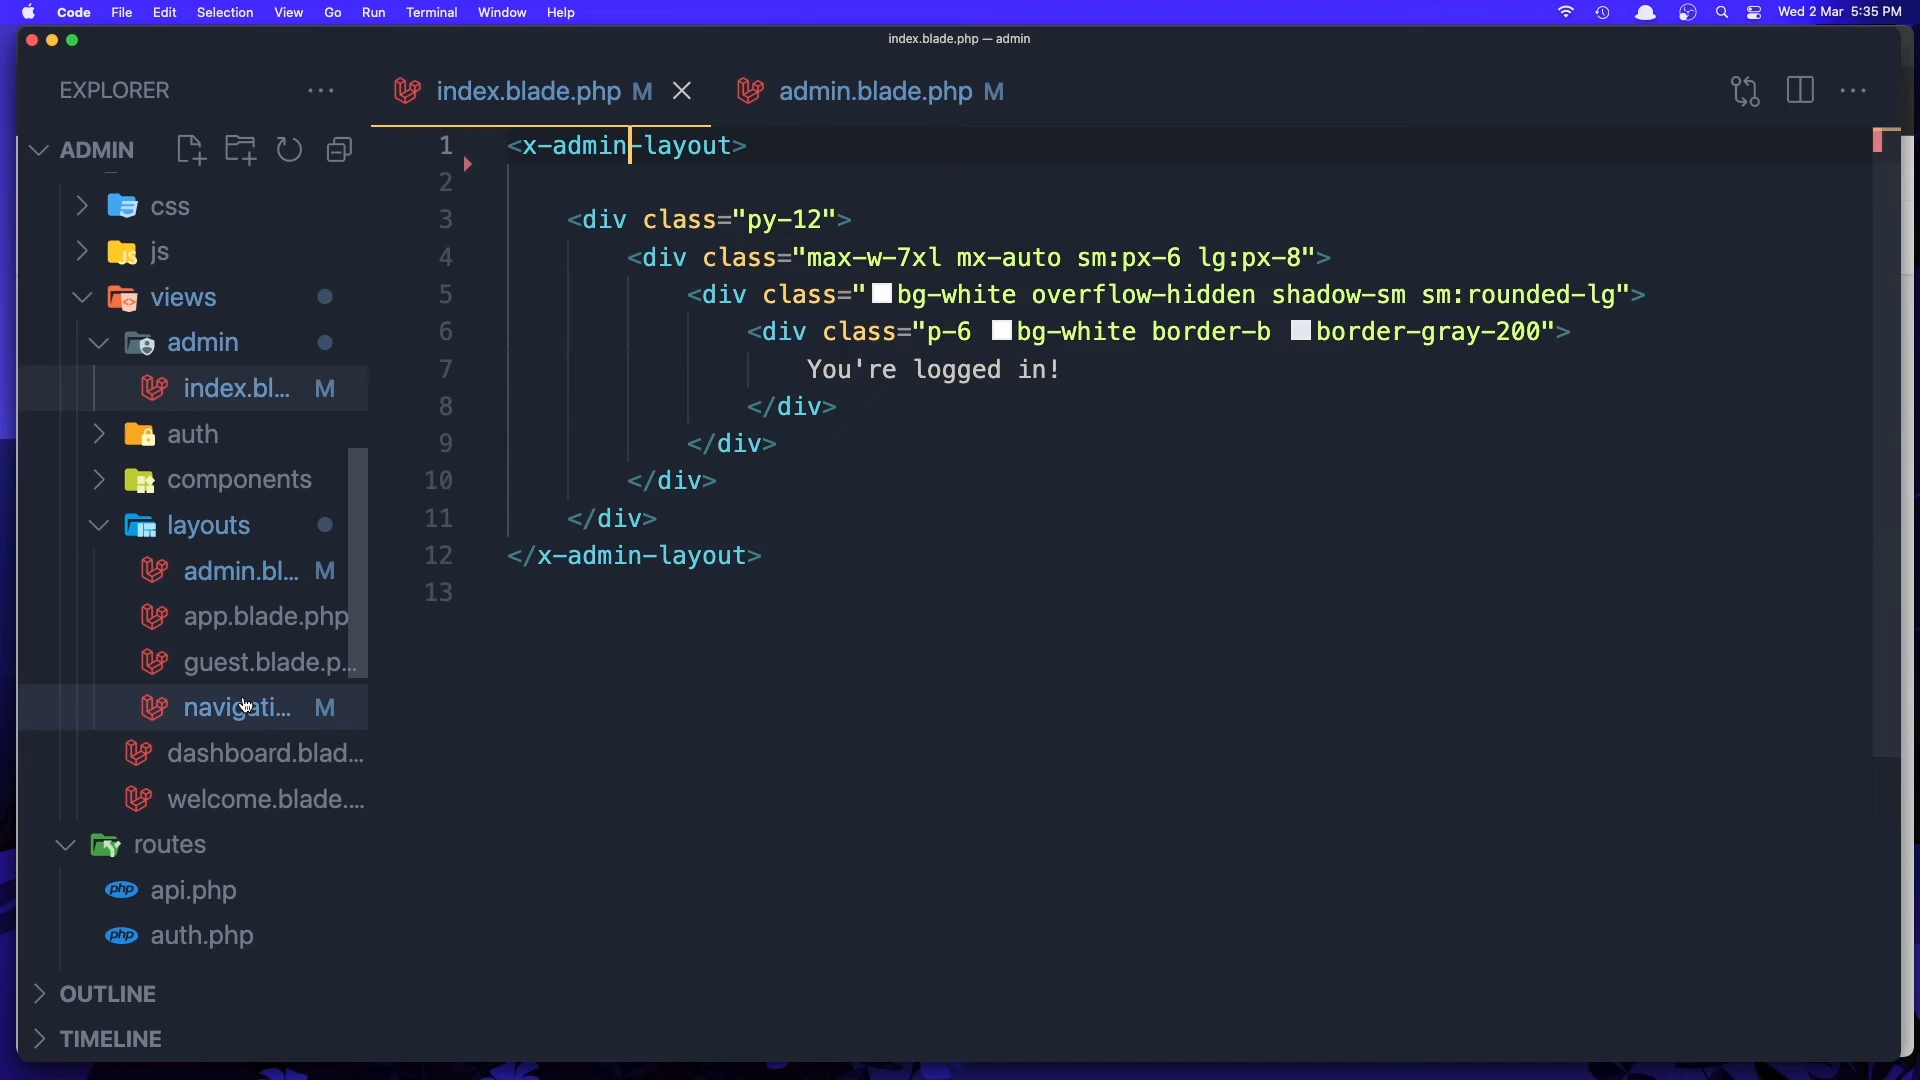 Code File Edit Selection View Go Run Terminal Window Help Wed 2 Mar 5:35 PM
index.blade.php — admin
EXPLORER ··· index.blade.php M admin.blade.php M ···
ADMIN
css
js
views
admin
index.bl... M
auth
components
layouts
admin.bl... M
app.blade.php
guest.blade.p...
navigati... M
dashboard.blad...
welcome.blade....
routes
php api.php
php auth.php
OUTLINE
TIMELINE
1 <x-admin-layout>
2
3 <div class="py-12">
4 <div class="max-w-7xl mx-auto sm:px-6 lg:px-8">
5 <div class="bg-white overflow-hidden shadow-sm sm:rounded-lg">
6 <div class="p-6 bg-white border-b border-gray-200">
7 You're logged in!
8 </div>
9 </div>
10 </div>
11 </div>
12 </x-admin-layout>
13